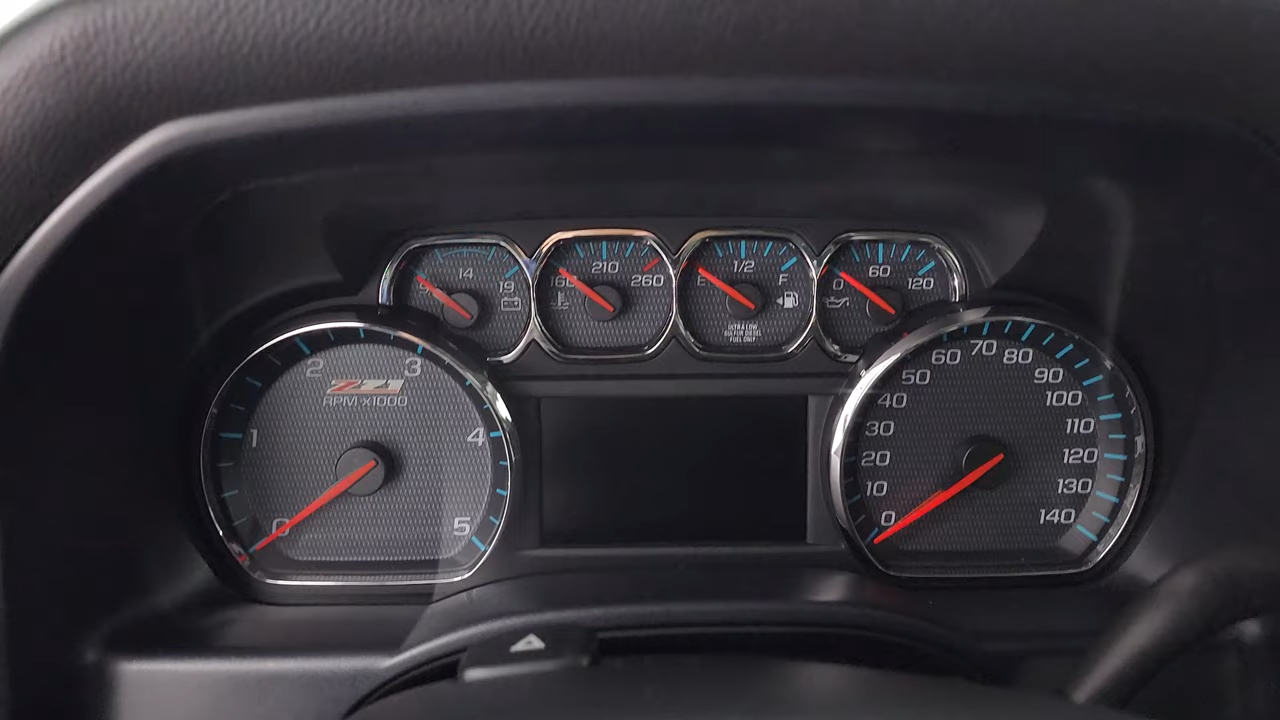 14
9 19
210
160 260
1/2
E F
ULTRA LOW
SULFUR DIESEL
FUEL ONLY
60
0 120
2 3
Z71
RPM x1000
1 4
0 5
60 70 80
50 90
40 100
30 110
20 120
10 130
0 140